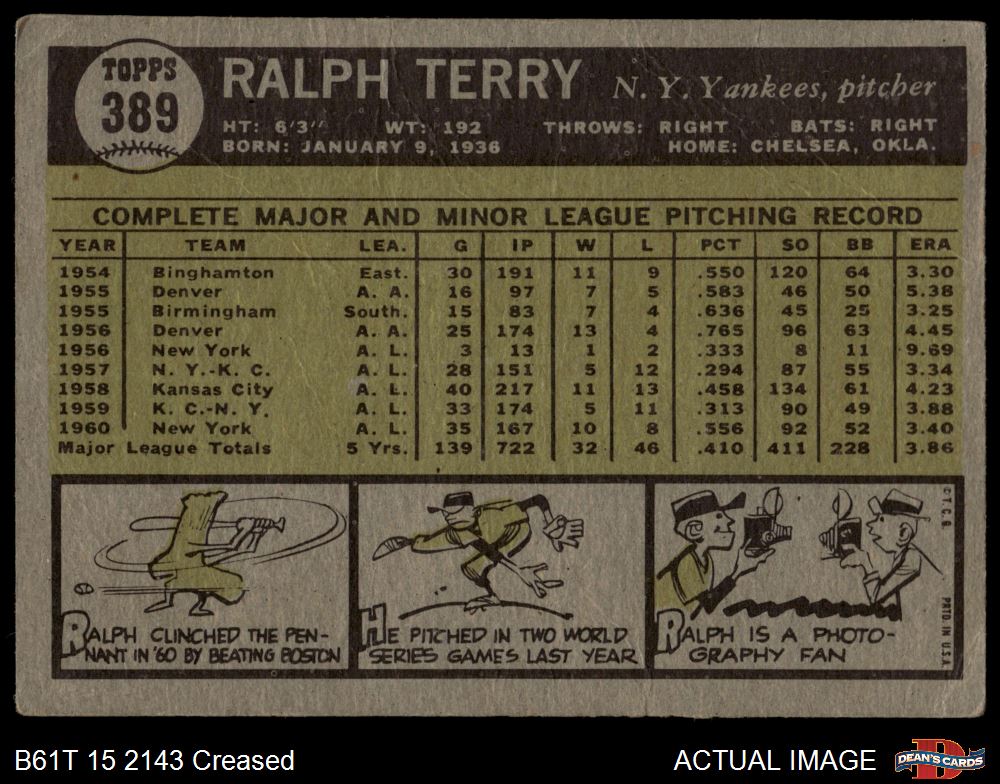 TOPPS
389
RALPH TERRY N. Y. Yankees, pitcher
HT: 6'3" WT: 192 THROWS: RIGHT BATS: RIGHT
BORN: JANUARY 9, 1936 HOME: CHELSEA, OKLA.
COMPLETE MAJOR AND MINOR LEAGUE PITCHING RECORD
YEAR TEAM LEA. G IP W L PCT SO BB ERA
1954 Binghamton East. 30 191 11 9 .550 120 64 3.30
1955 Denver A. A. 16 97 7 5 .583 46 50 5.38
1955 Birmingham South. 15 83 7 4 .636 45 25 3.25
1956 Denver A. A. 25 174 13 4 .765 96 63 4.45
1956 New York A. L. 3 13 1 2 .333 8 11 9.69
1957 N. Y.-K. C. A. L. 28 151 5 12 .294 87 55 3.34
1958 Kansas City A. L. 40 217 11 13 .458 134 61 4.23
1959 K. C.-N. Y. A. L. 33 174 5 11 .313 90 49 3.88
1960 New York A. L. 35 167 10 8 .556 92 52 3.40
Major League Totals 5 Yrs. 139 722 32 46 .410 411 228 3.86
RALPH CLINCHED THE PEN-
NANT IN '60 BY BEATING BOSTON
HE PITCHED IN TWO WORLD
SERIES GAMES LAST YEAR
RALPH IS A PHOTO-
GRAPHY FAN
© T. C. G.
PRTD. IN U.S.A.
B61T 15 2143 Creased
ACTUAL IMAGE
DEAN'S CARDS